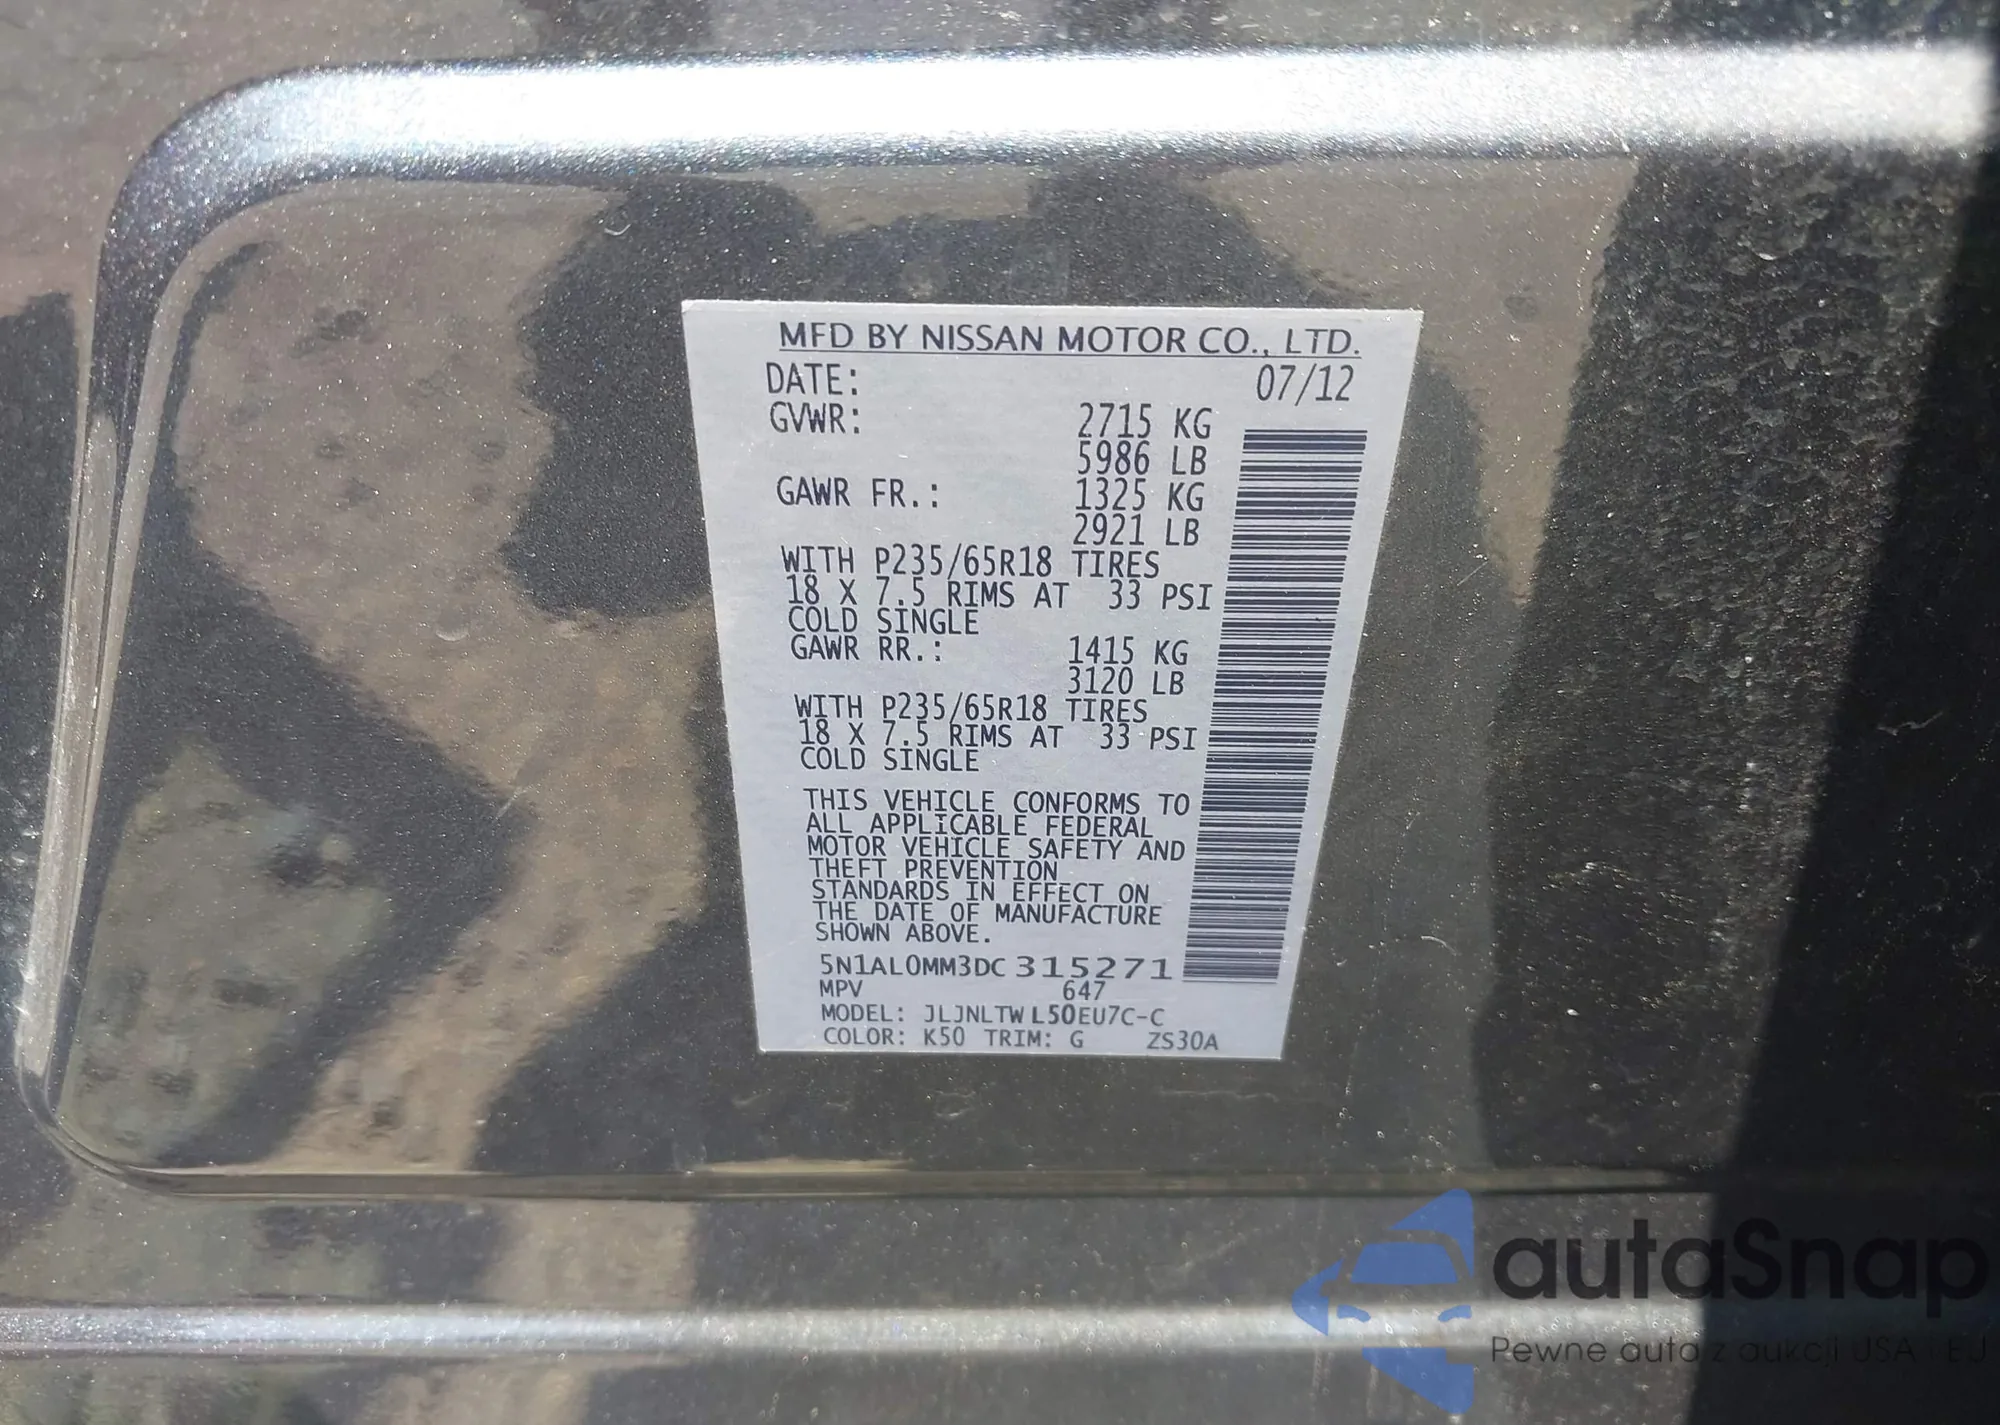 MFD BY NISSAN MOTOR CO., LTD.
DATE: 07/12
GVWR: 2715 KG
5986 LB
GAWR FR.: 1325 KG
2921 LB
WITH P235/65R18 TIRES
18 X 7.5 RIMS AT 33 PSI
COLD SINGLE
GAWR RR.: 1415 KG
3120 LB
WITH P235/65R18 TIRES
18 X 7.5 RIMS AT 33 PSI
COLD SINGLE
THIS VEHICLE CONFORMS TO
ALL APPLICABLE FEDERAL
MOTOR VEHICLE SAFETY AND
THEFT PREVENTION
STANDARDS IN EFFECT ON
THE DATE OF MANUFACTURE
SHOWN ABOVE.
5N1AL0MM3DC 315271
MPV 647
MODEL: JLJNLTW L50EU7C-C
COLOR: K50 TRIM: G ZS30A
autaSnap
Pewne auta z aukcji USA i EU